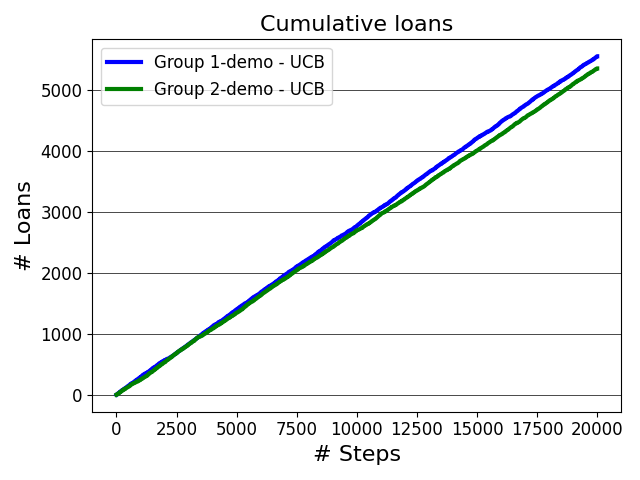 Cumulative loans
Group 1-demo - UCB
Group 2-demo - UCB
# Loans
5000
4000
3000
2000
1000
0
0 2500 5000 7500 10000 12500 15000 17500 20000
# Steps